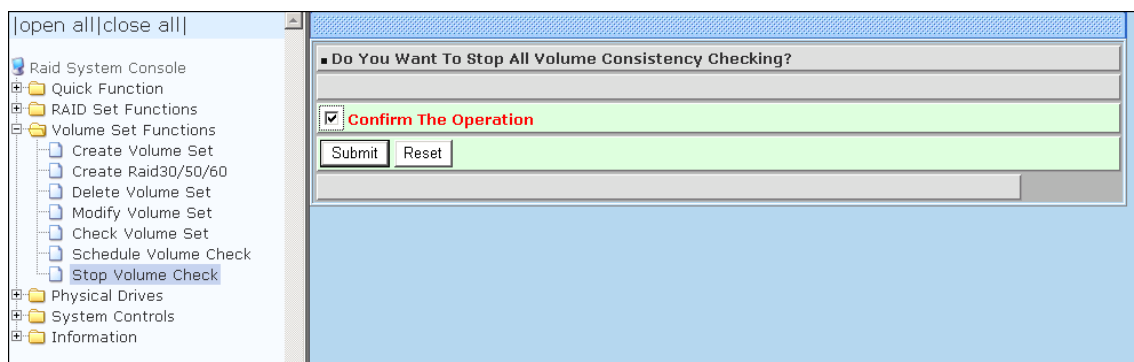 |open all|close all|
Raid System Console
Quick Function
RAID Set Functions
Volume Set Functions
Create Volume Set
Create Raid30/50/60
Delete Volume Set
Modify Volume Set
Check Volume Set
Schedule Volume Check
Stop Volume Check
Physical Drives
System Controls
Information
Do You Want To Stop All Volume Consistency Checking?
Confirm The Operation
Submit Reset